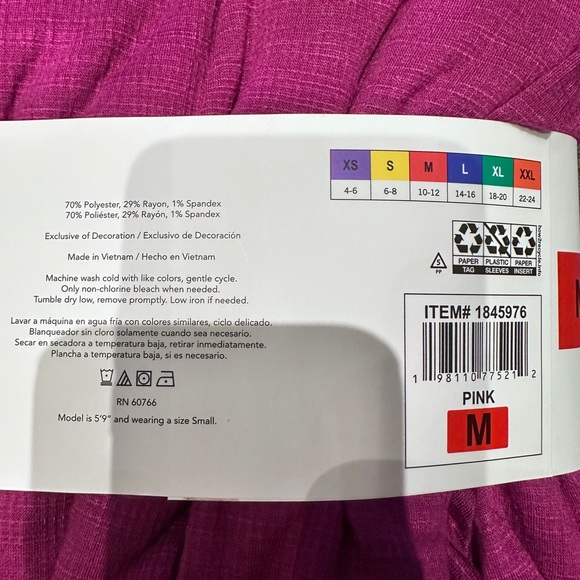 XS S M L XL XXL
4-6 6-8 10-12 14-16 18-20 22-24
70% Polyester, 29% Rayon, 1% Spandex
70% Poliéster, 29% Rayón, 1% Spandex
Exclusive of Decoration / Exclusivo de Decoración
Made in Vietnam / Hecho en Vietnam
Machine wash cold with like colors, gentle cycle.
Only non-chlorine bleach when needed.
Tumble dry low, remove promptly. Low iron if needed.
Lavar a máquina en agua fría con colores similares, ciclo delicado.
Blanqueador sin cloro solamente cuando sea necesario.
Secar en secadora a temperatura baja, retirar inmediatamente.
Plancha a temperatura baja, si es necesario.
RN 60766
Model is 5'9" and wearing a size Small.
5
PP
PAPER PLASTIC PAPER
TAG SLEEVES INSERT
how2recycle.info
ITEM# 1845976
1 98110 77521 2
PINK
M